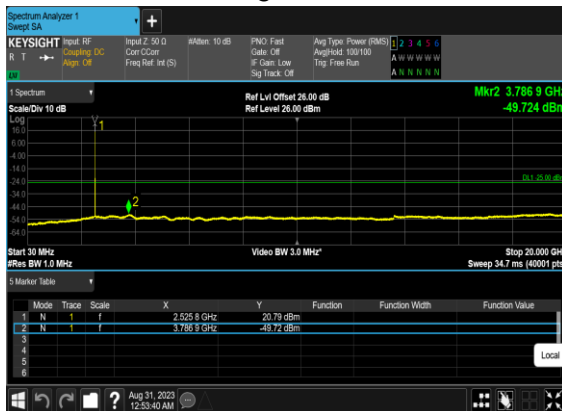 Spectrum Analyzer 1
Swept SA
KEYSIGHT Input: RF Input Z: 50 Ω #Atten: 10 dB PNO: Fast Avg Type: Power (RMS) 1 2 3 4 5 6
R T Coupling: DC Corr CCorr Gate: Off Avg|Hold: 100/100 A W W W W W
Align: Off Freq Ref: Int (S) IF Gain: Low Trig: Free Run
Sig Track: Off A N N N N N
1 Spectrum Ref Lvl Offset 26.00 dB Mkr2 3.786 9 GHz
Scale/Div 10 dB Ref Level 26.00 dBm -49.724 dBm
Log
16.0
6.00
-4.00
-14.0
-24.0
-34.0
-44.0
-54.0
-64.0
1
2
DL1 -25.00 dBm
Start 30 MHz Video BW 3.0 MHz* Stop 20.000 GHz
#Res BW 1.0 MHz Sweep 34.7 ms (40001 pts)
5 Marker Table
Mode Trace Scale X Y Function Function Width Function Value
1 N 1 f 2.525 8 GHz 20.79 dBm
2 N 1 f 3.786 9 GHz -49.72 dBm
3
4
5
6
Local
? Aug 31, 2023
12:53:40 AM